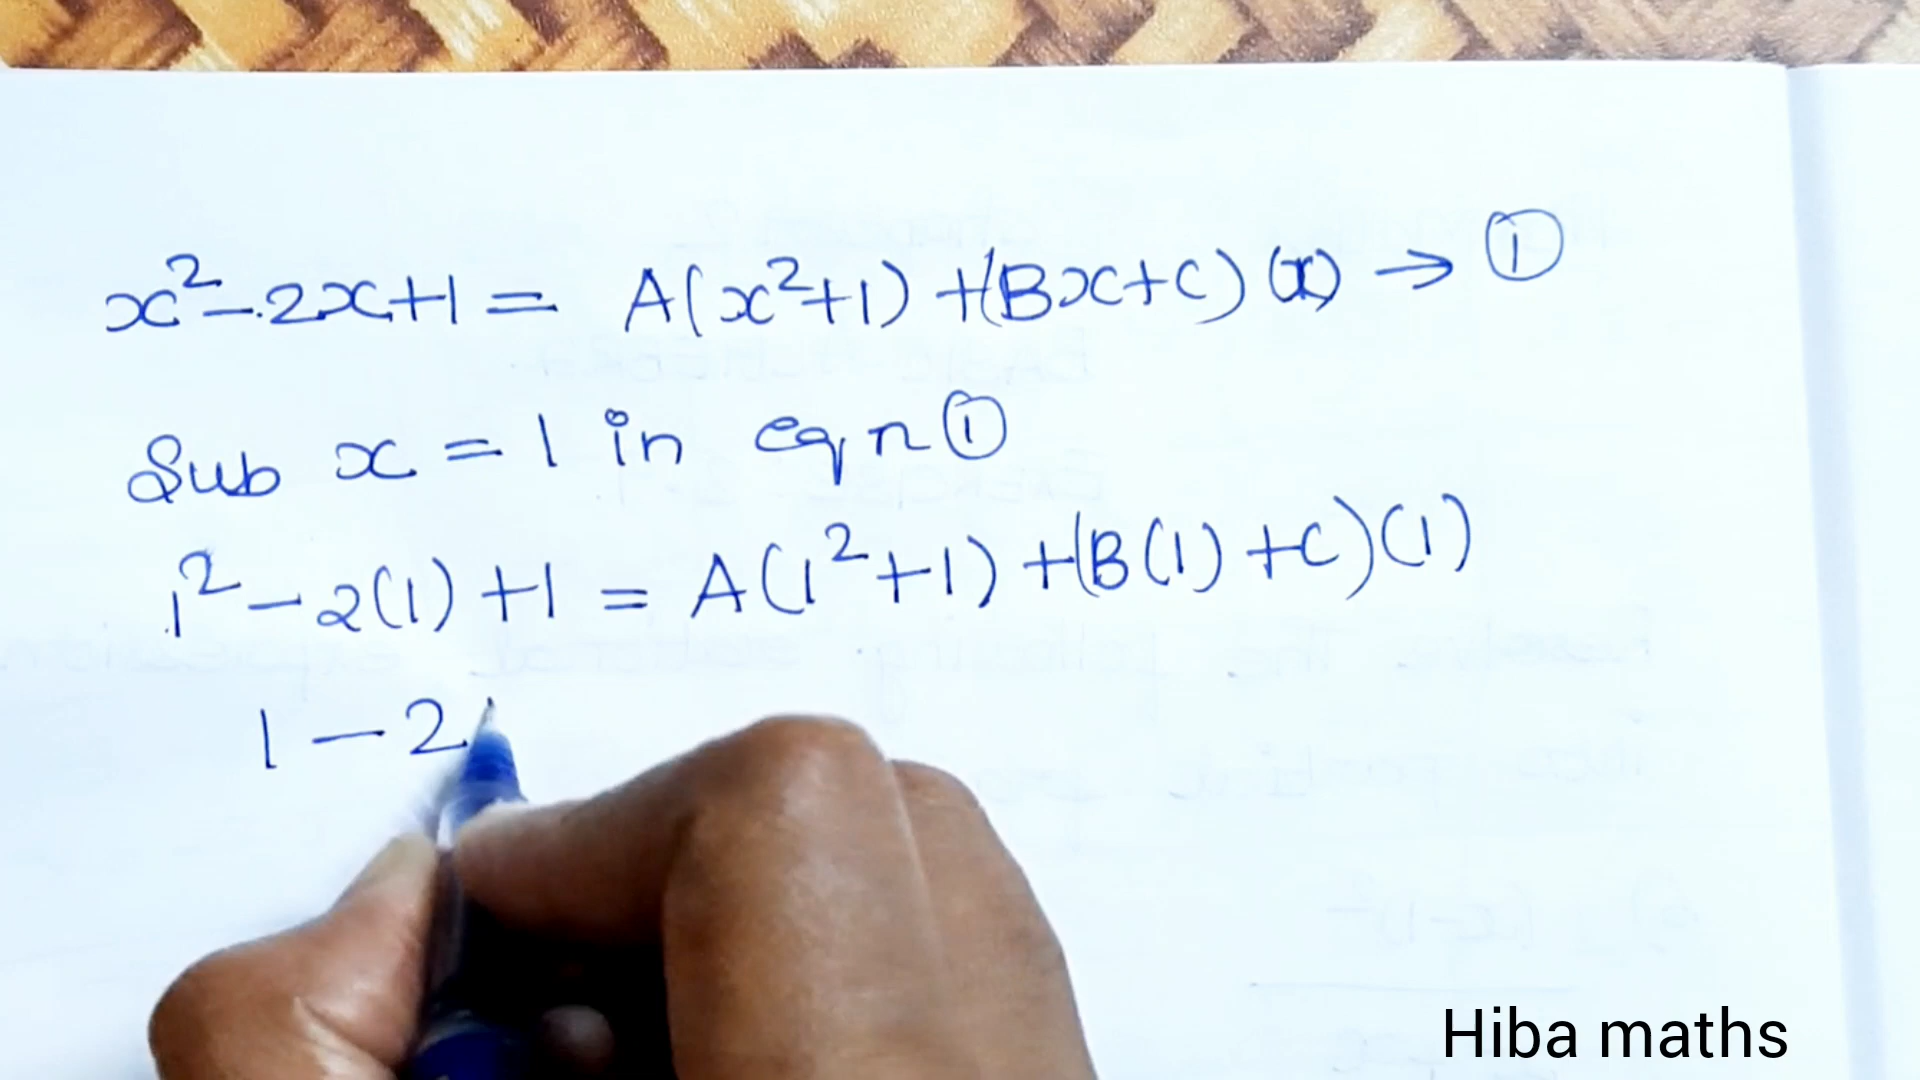 x² - 2x + 1 = A(x² + 1) + (Bx + C) (x) → ①
Sub x = 1 in eqn ①
1² - 2(1) + 1 = A(1² + 1) + (B(1) + C)(1)
1 - 2
Hiba maths